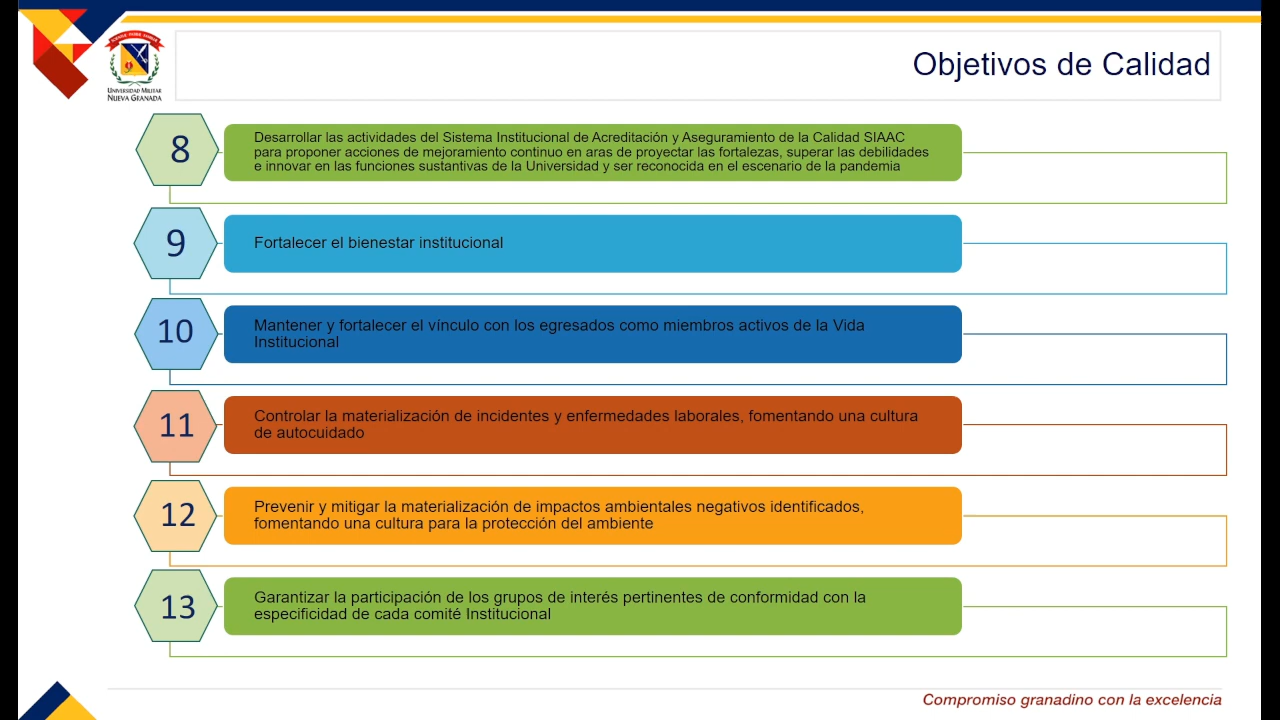 Objetivos de Calidad
UNIVERSIDAD MILITAR
NUEVA GRANADA
8
Desarrollar las actividades del Sistema Institucional de Acreditación y Aseguramiento de la Calidad SIAAC
para proponer acciones de mejoramiento continuo en aras de proyectar las fortalezas, superar las debilidades
e innovar en las funciones sustantivas de la Universidad y ser reconocida en el escenario de la pandemia
9
Fortalecer el bienestar institucional
10
Mantener y fortalecer el vínculo con los egresados como miembros activos de la Vida
Institucional
11
Controlar la materialización de incidentes y enfermedades laborales, fomentando una cultura
de autocuidado
12
Prevenir y mitigar la materialización de impactos ambientales negativos identificados,
fomentando una cultura para la protección del ambiente
13
Garantizar la participación de los grupos de interés pertinentes de conformidad con la
especificidad de cada comité Institucional
Compromiso granadino con la excelencia